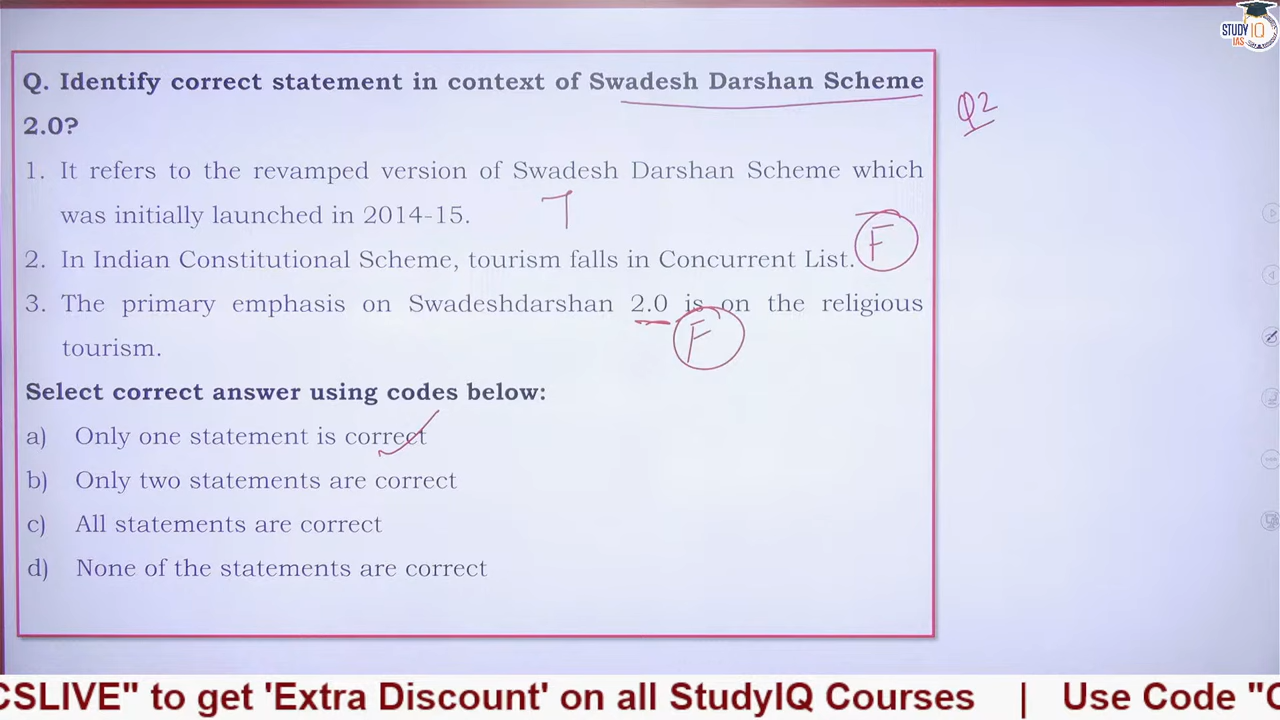 STUDY IQ
IAS
Q. Identify correct statement in context of Swadesh Darshan Scheme
2.0?
Q2
1. It refers to the revamped version of Swadesh Darshan Scheme which
was initially launched in 2014-15.
T
2. In Indian Constitutional Scheme, tourism falls in Concurrent List.
F
3. The primary emphasis on Swadeshdarshan 2.0 is on the religious
tourism.
F
Select correct answer using codes below:
a) Only one statement is correct
b) Only two statements are correct
c) All statements are correct
d) None of the statements are correct
CSLIVE" to get 'Extra Discount' on all StudyIQ Courses | Use Code "C